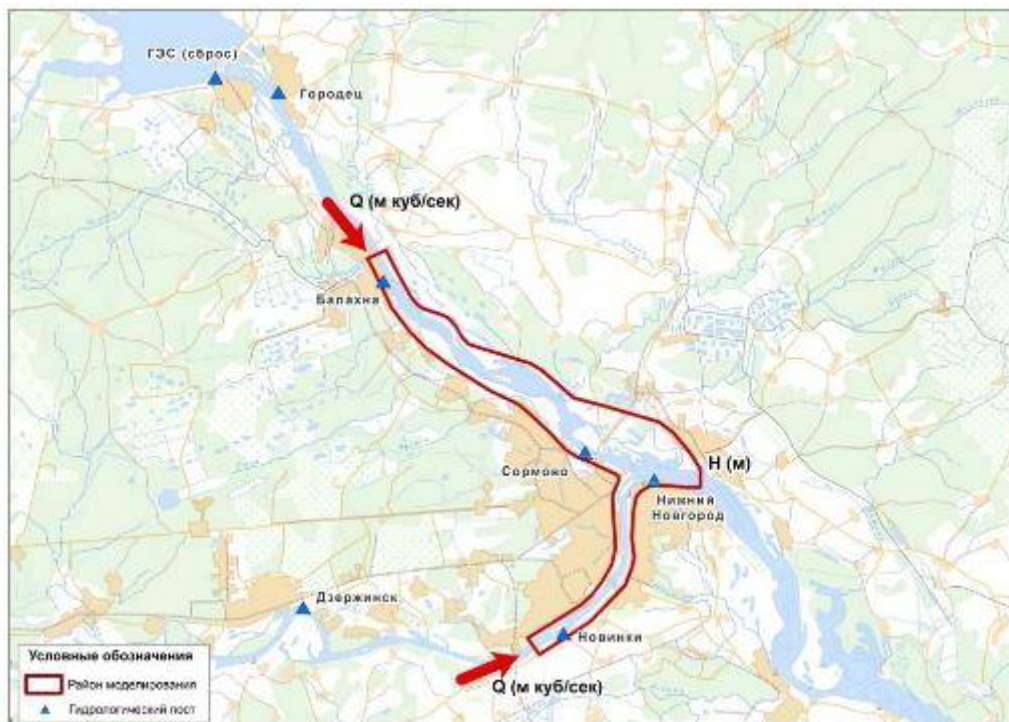 ГЭС (сброс)
Городец
Q (м куб/сек)
Балахна
Сормово
H (м)
Нижний
Новгород
Дзержинск
Новинки
Q (м куб/сек)
Условные обозначения
Район моделирования
Гидрологический пост